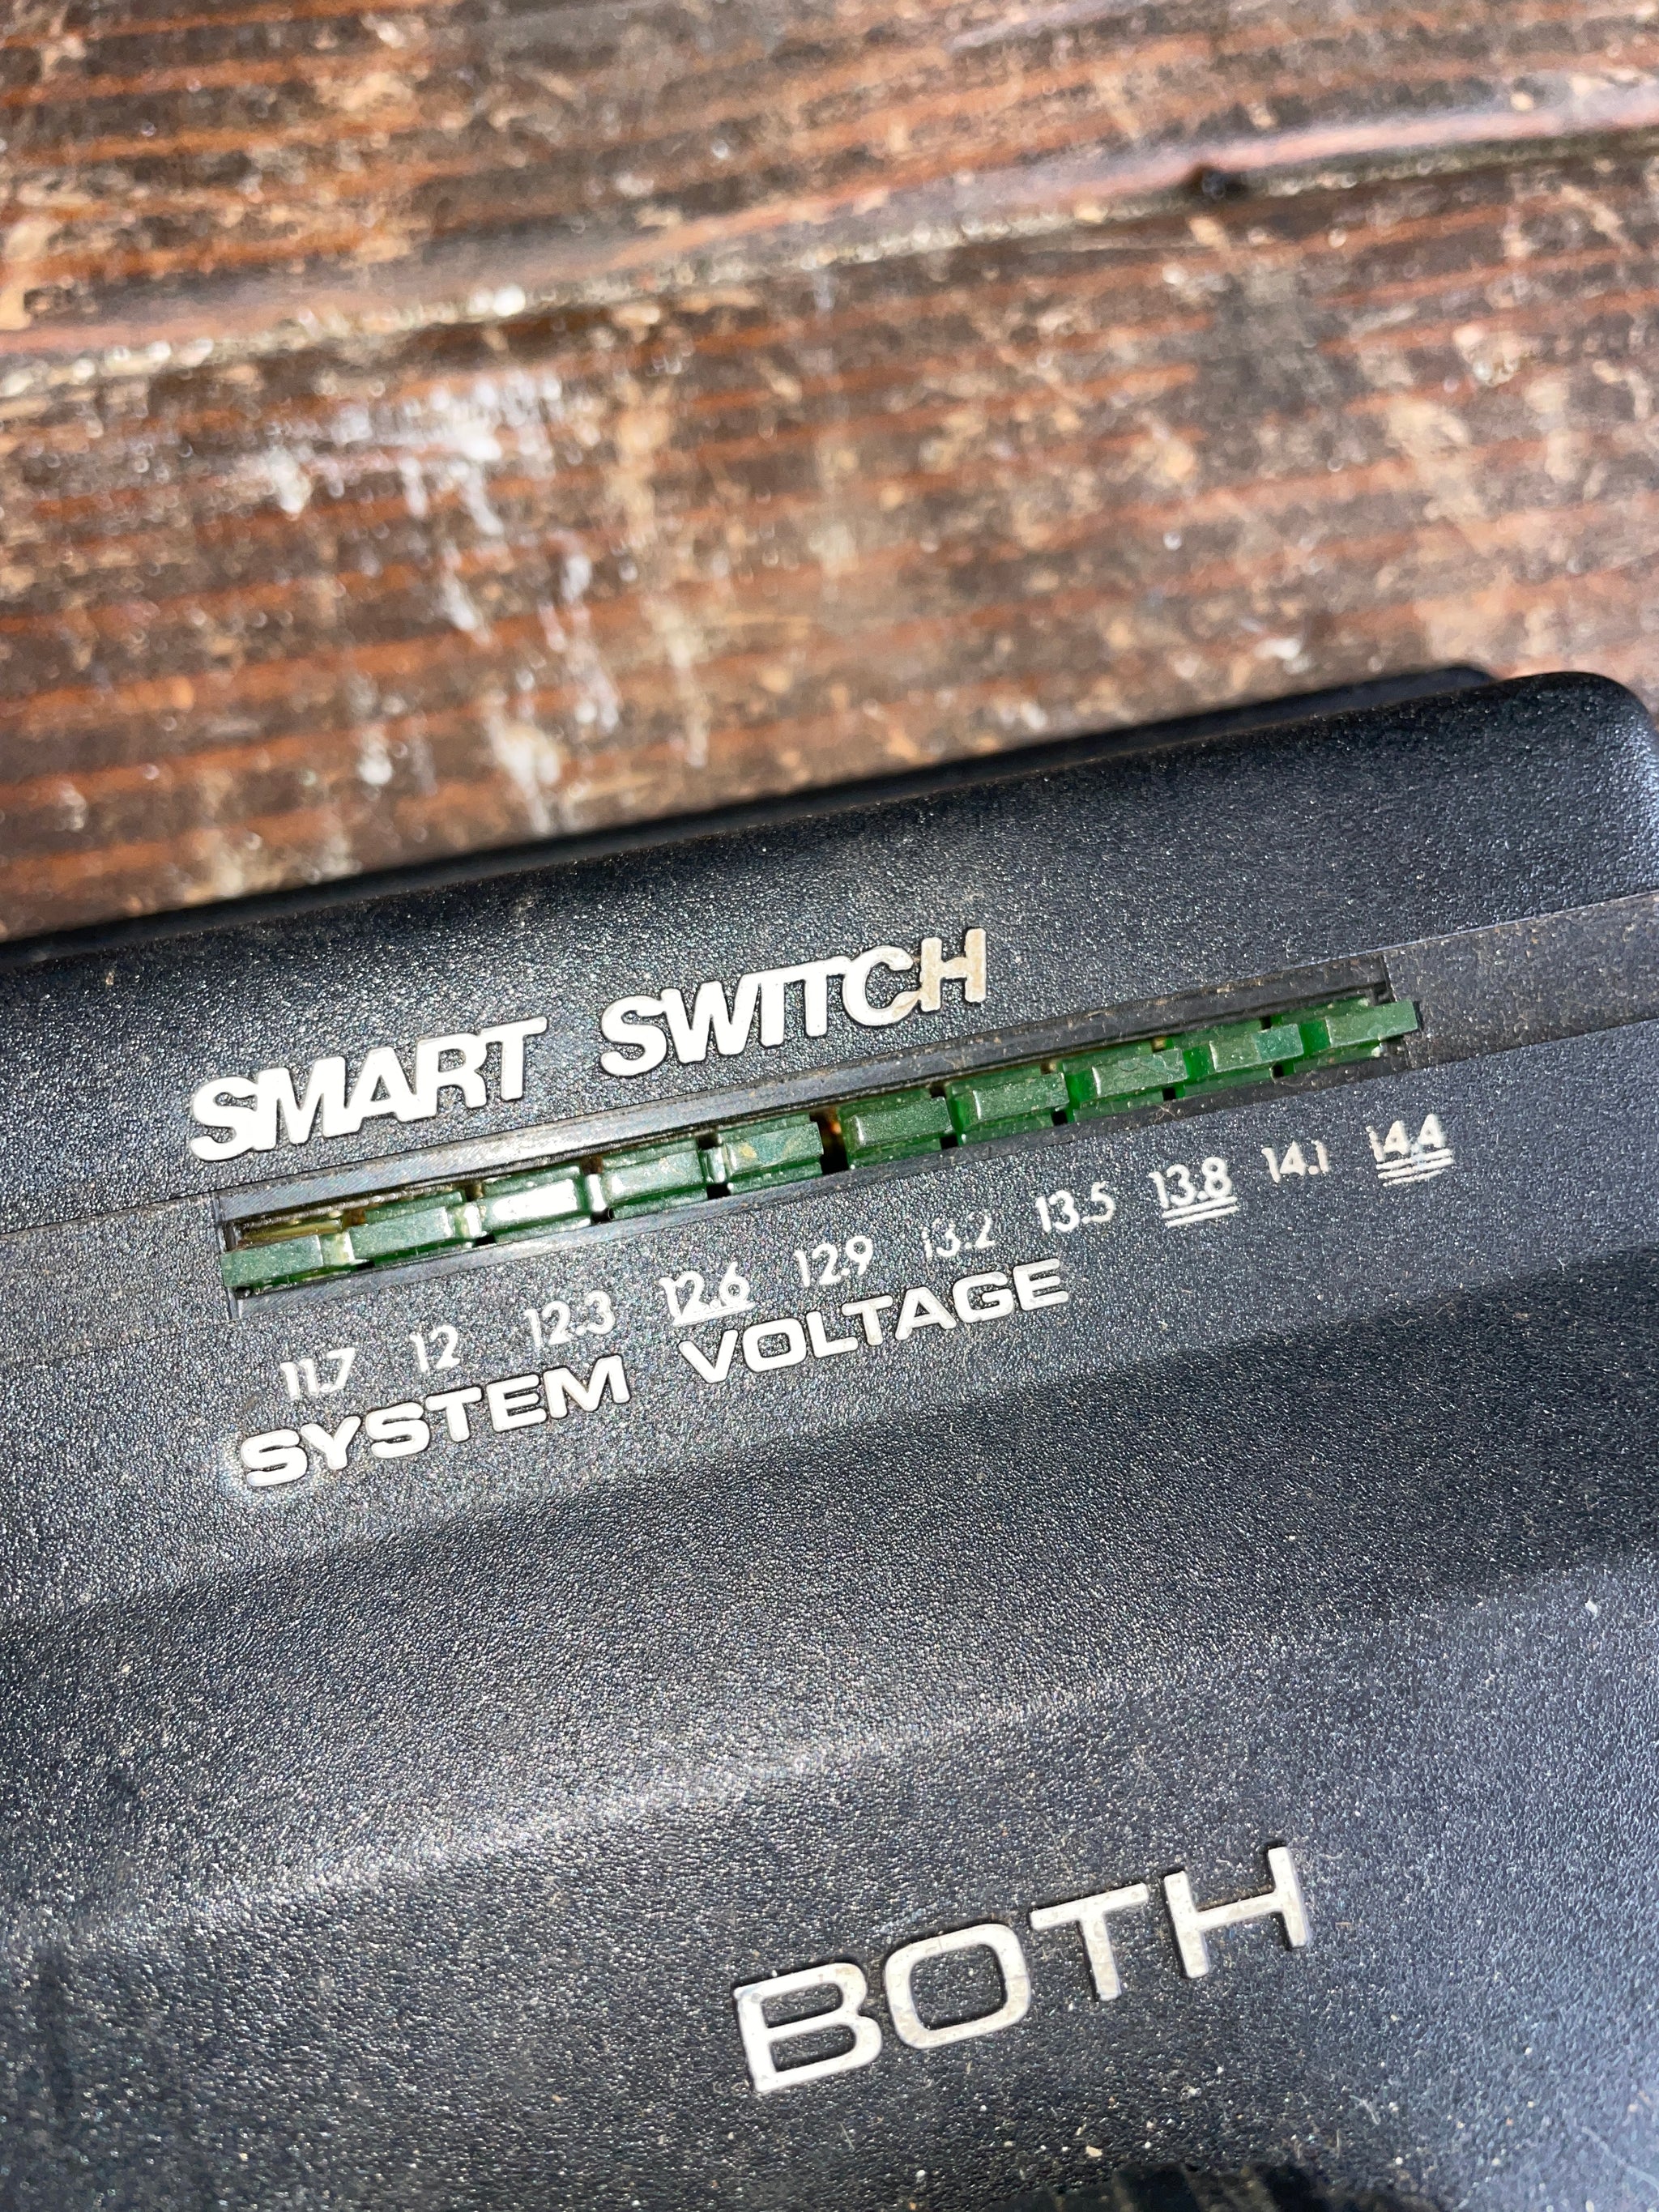 SMART SWITCH
11.7 12 12.3 12.6 12.9 13.2 13.5 13.8 14.1 14.4
SYSTEM VOLTAGE
BOTH